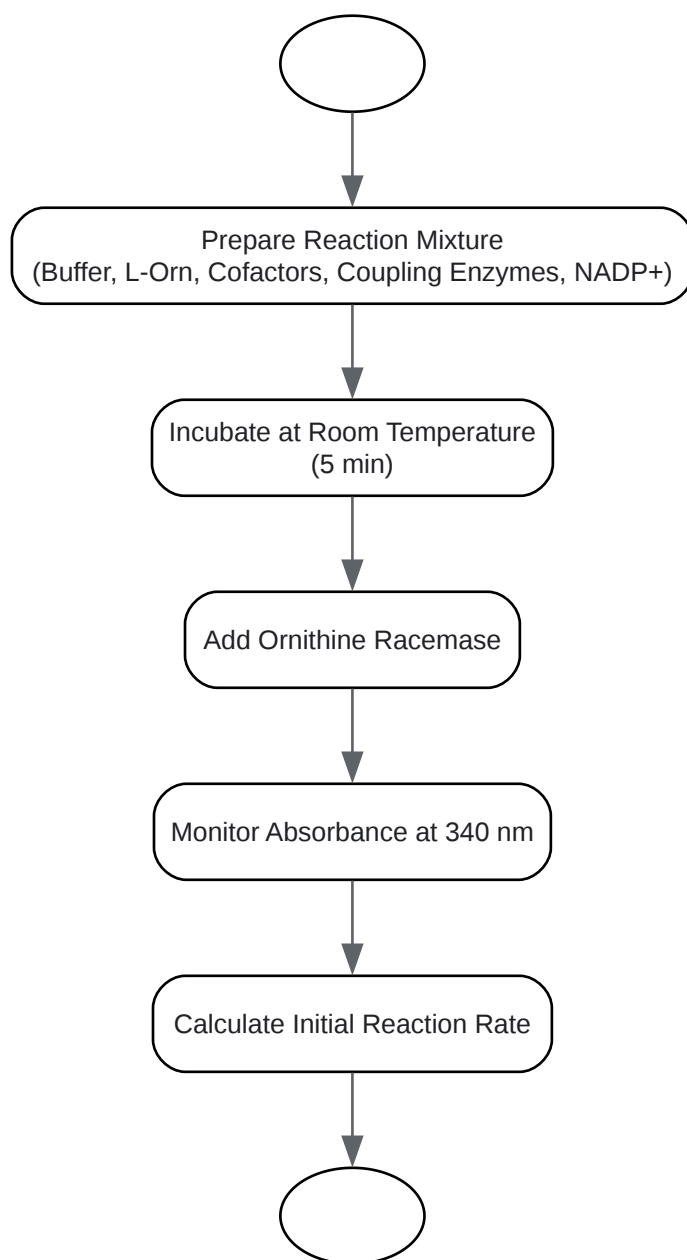 Prepare Reaction Mixture
(Buffer, L-Orn, Cofactors, Coupling Enzymes, NADP+)
Incubate at Room Temperature
(5 min)
Add Ornithine Racemase
Monitor Absorbance at 340 nm
Calculate Initial Reaction Rate